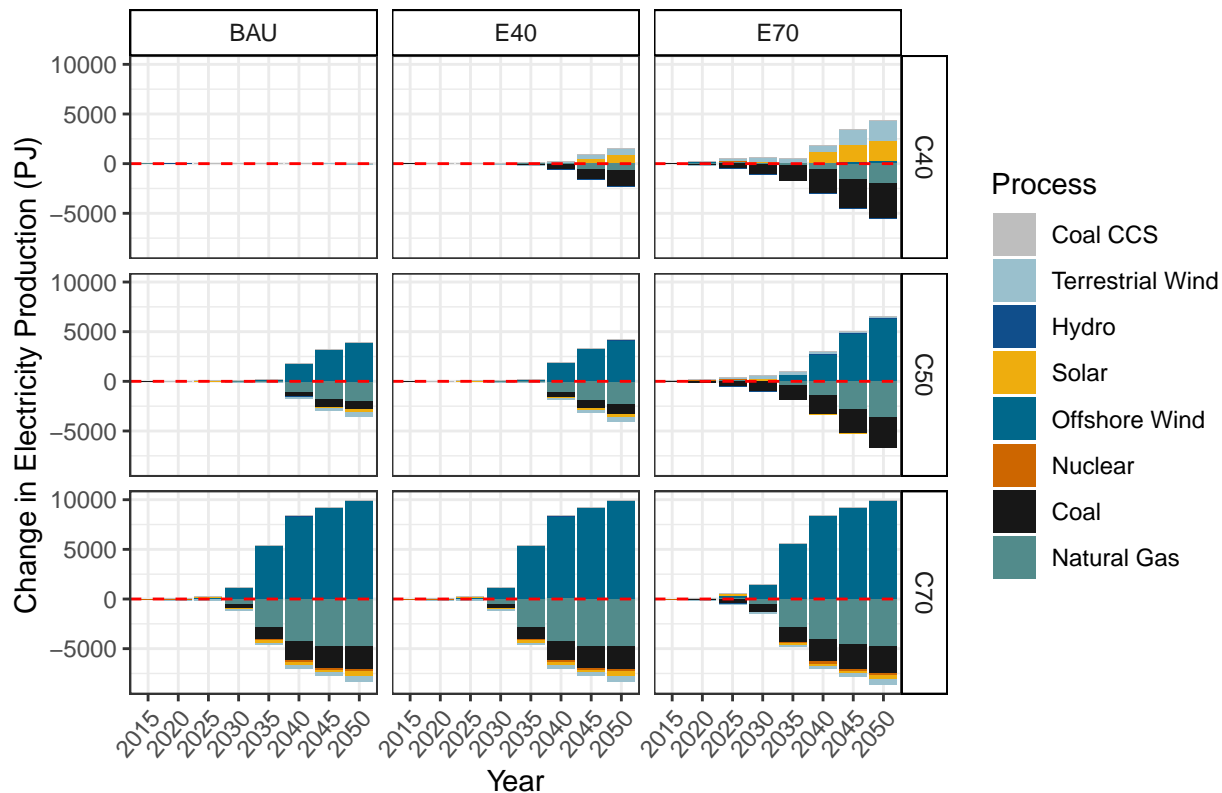 BAU E40 E70
10000
5000
0
−5000
C40
10000
5000
0
−5000
C50
10000
5000
0
−5000
C70
Change in Electricity Production (PJ)
2015 2020 2025 2030 2035 2040 2045 2050 2015 2020 2025 2030 2035 2040 2045 2050 2015 2020 2025 2030 2035 2040 2045 2050
Year
Process
Coal CCS
Terrestrial Wind
Hydro
Solar
Offshore Wind
Nuclear
Coal
Natural Gas